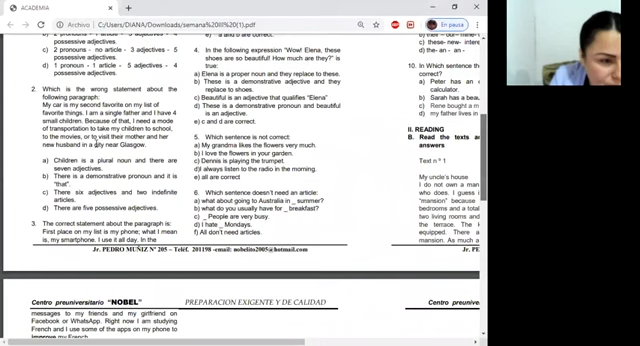 ACADEMIA
Archivo | C:/Users/DIANA/Downloads/semana%20III%20(1).pdf
En pausa
possessive adjectives.
c) 2 pronouns - no article - 3 adjectives - 5
possessive adjectives.
d) 1 pronoun - 1 article - 5 adjectives - 4
possessive adjectives.
2. Which is the wrong statement about the
following paragraph:
My car is my second favorite on my list of
favorite things. I am a single father and I have 4
small children. Because of that, I need a mode
of transportation to take my children to school,
to the movies, or to visit their mother and her
new husband in a city near Glasgow.
a) Children is a plural noun and there are
seven adjectives.
b) There is a demonstrative pronoun and it is
"that".
c) There six adjectives and two indefinite
articles.
d) There are five possessive adjectives.
3. The correct statement about the paragraph is:
First place on my list is my phone; what I mean
is, my smartphone. I use it all day. In the
e) a and d are correct.
4. In the following expression "Wow! Elena, these
shoes are so beautiful! How much are they?" is
true:
a) Elena is a proper noun and they replace to these.
b) These is a demonstrative adjective and they
replace to shoes.
c) Beautiful is an adjective that qualifies "Elena"
d) These is a demonstrative pronoun and beautiful
is an adjective.
e) c and d are correct.
5. Which sentence is not correct:
a) My grandma likes the flowers very much.
b) I love the flowers in your garden.
c) Dennis is playing the trumpet.
d) I always listen to the radio in the morning.
e) all are correct
6. Which sentence doesn't need an article:
a) what about going to Australia in _ summer?
b) what do you usually have for _ breakfast?
c) _ People are very busy.
d) I hate _ Mondays.
f) All don't need articles.
c) these- new- inter
d) the- an - an
10. In which sentence th
correct?
a) Peter has an
calculator.
b) Sarah has a bea
c) Rene bought a m
d) my father lives in
II. READING
B. Read the texts a
Text n º 1
My uncle's house
I do not own a man
who does. I guess i
"mansion" because
bedrooms and a total
two living rooms and
the terrace. The k
equipped. There a
mansion. As much a
Jr. PEDRO MUÑIZ Nº 205 – Teléf. 201198 -email: nobelito2005@hotmail.com
Jr. PE
Centro preuniversitario "NOBEL"
PREPARACION EXIGENTE Y DE CALIDAD
Centro preuniversit
messages to my friends and my girlfriend on
Facebook or WhatsApp. Right now I am studying
French and I use some of the apps on my phone to
improve my French.